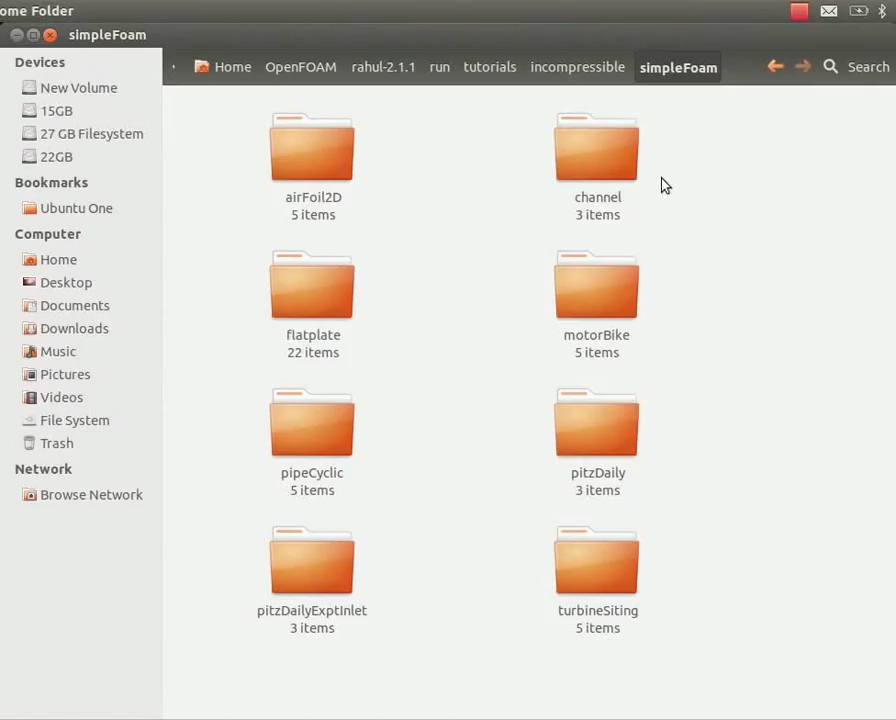 ome Folder
simpleFoam
Devices
New Volume
15GB
27 GB Filesystem
22GB
Bookmarks
Ubuntu One
Computer
Home
Desktop
Documents
Downloads
Music
Pictures
Videos
File System
Trash
Network
Browse Network
Home OpenFOAM rahul-2.1.1 run tutorials incompressible simpleFoam Search
airFoil2D
5 items
channel
3 items
flatplate
22 items
motorBike
5 items
pipeCyclic
5 items
pitzDaily
3 items
pitzDailyExptInlet
3 items
turbineSiting
5 items